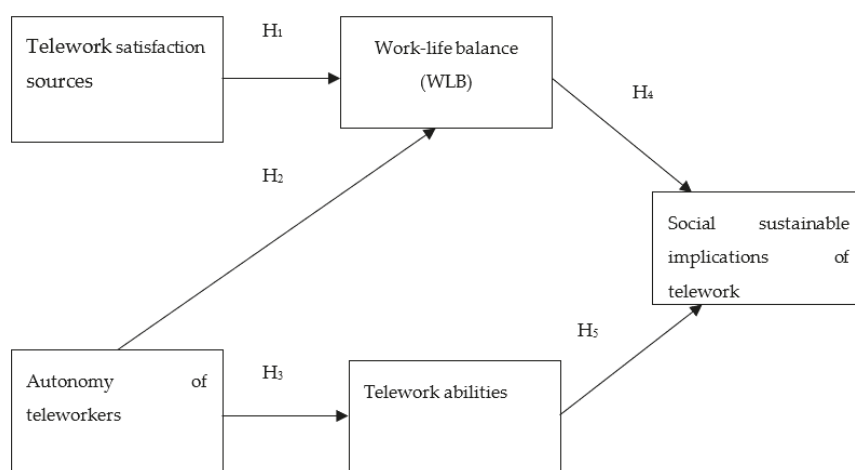 Telework satisfaction
sources
H₁
Work-life balance
(WLB)
H₄
H₂
Social sustainable
implications of
telework
H₅
Autonomy of
teleworkers
H₃
Telework abilities